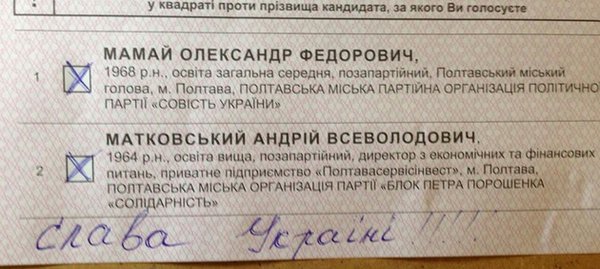 у квадраті проти прізвища кандидата, за якого Ви голосуєте
1
МАМАЙ ОЛЕКСАНДР ФЕДОРОВИЧ,
1968 р.н., освіта загальна середня, позапартійний, Полтавський міський
голова, м. Полтава, ПОЛТАВСЬКА МІСЬКА ПАРТІЙНА ОРГАНІЗАЦІЯ ПОЛІТИЧНОЇ
ПАРТІЇ «СОВІСТЬ УКРАЇНИ»
2
МАТКОВСЬКИЙ АНДРІЙ ВСЕВОЛОДОВИЧ,
1964 р.н., освіта вища, позапартійний, директор з економічних та фінансових
питань, приватне підприємство «Полтавасервісінвест», м. Полтава,
ПОЛТАВСЬКА МІСЬКА ОРГАНІЗАЦІЯ ПАРТІЇ «БЛОК ПЕТРА ПОРОШЕНКА
«СОЛІДАРНІСТЬ»
Слава Україні !!!!!